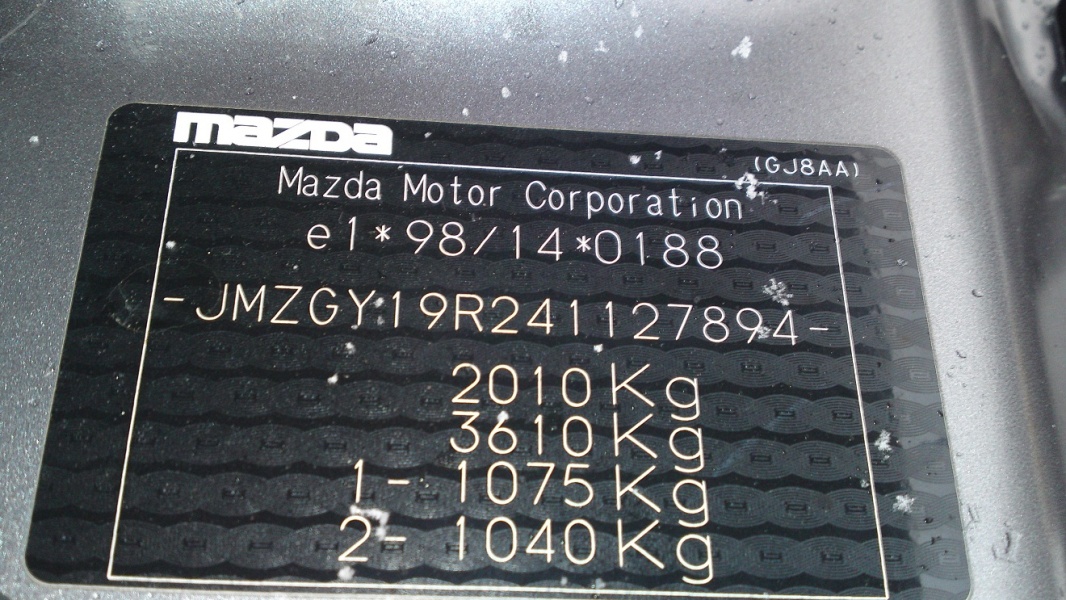 mazda
(GJ8AA)
Mazda Motor Corporation
e1*98/14*0188
-JMZGY19R241127894-
2010Kg
3610Kg
1- 1075Kg
2- 1040Kg